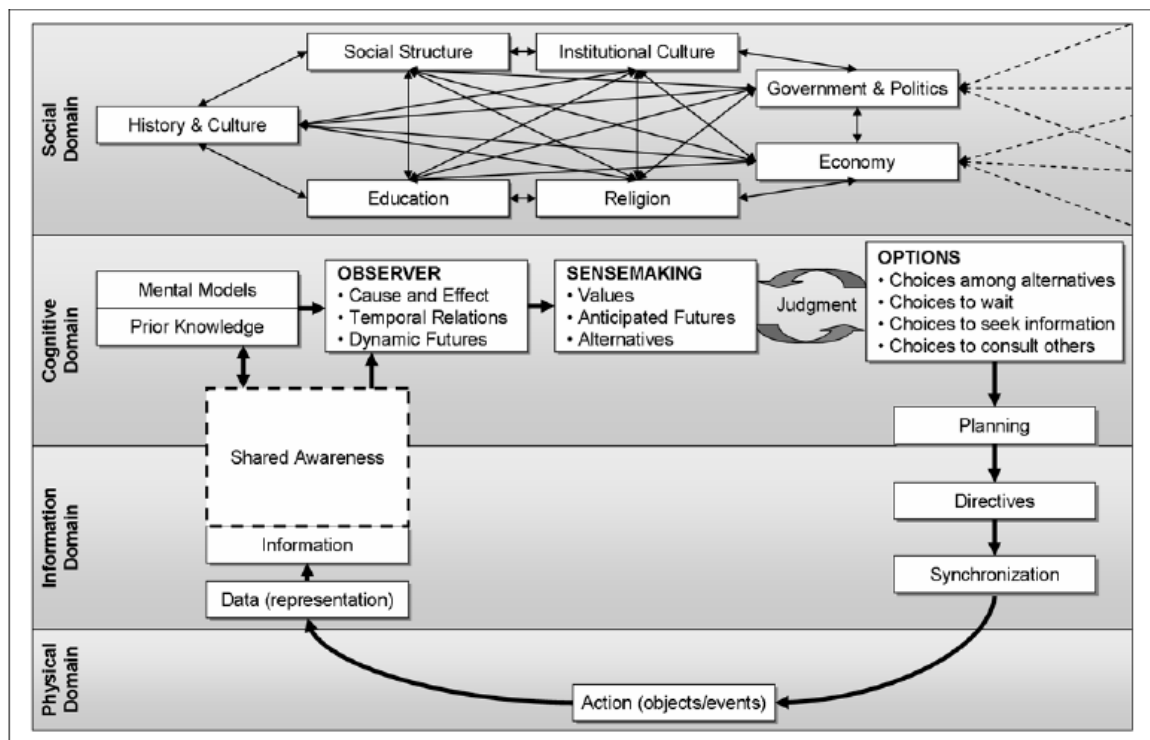 Social Domain
Social Structure
Institutional Culture
Government & Politics
History & Culture
Economy
Education
Religion
Cognitive Domain
Mental Models
Prior Knowledge
OBSERVER
• Cause and Effect
• Temporal Relations
• Dynamic Futures
SENSEMAKING
• Values
• Anticipated Futures
• Alternatives
Judgment
OPTIONS
• Choices among alternatives
• Choices to wait
• Choices to seek information
• Choices to consult others
Planning
Shared Awareness
Information Domain
Directives
Information
Synchronization
Data (representation)
Physical Domain
Action (objects/events)